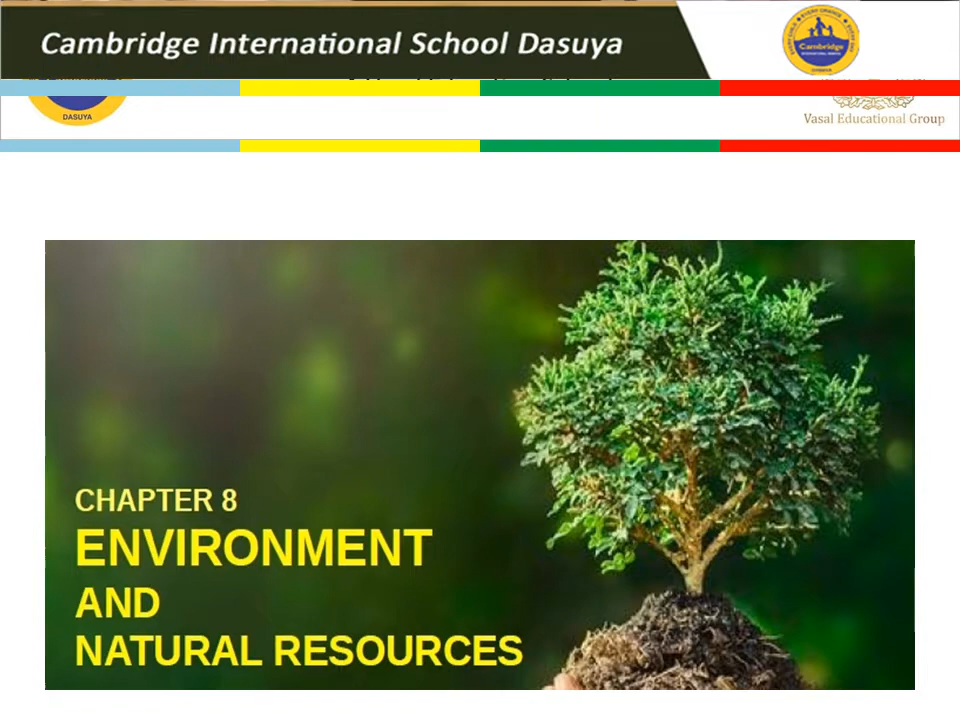 Cambridge International School Dasuya
Cambridge
DASUYA
Vasal Educational Group
CHAPTER 8
ENVIRONMENT
AND
NATURAL RESOURCES